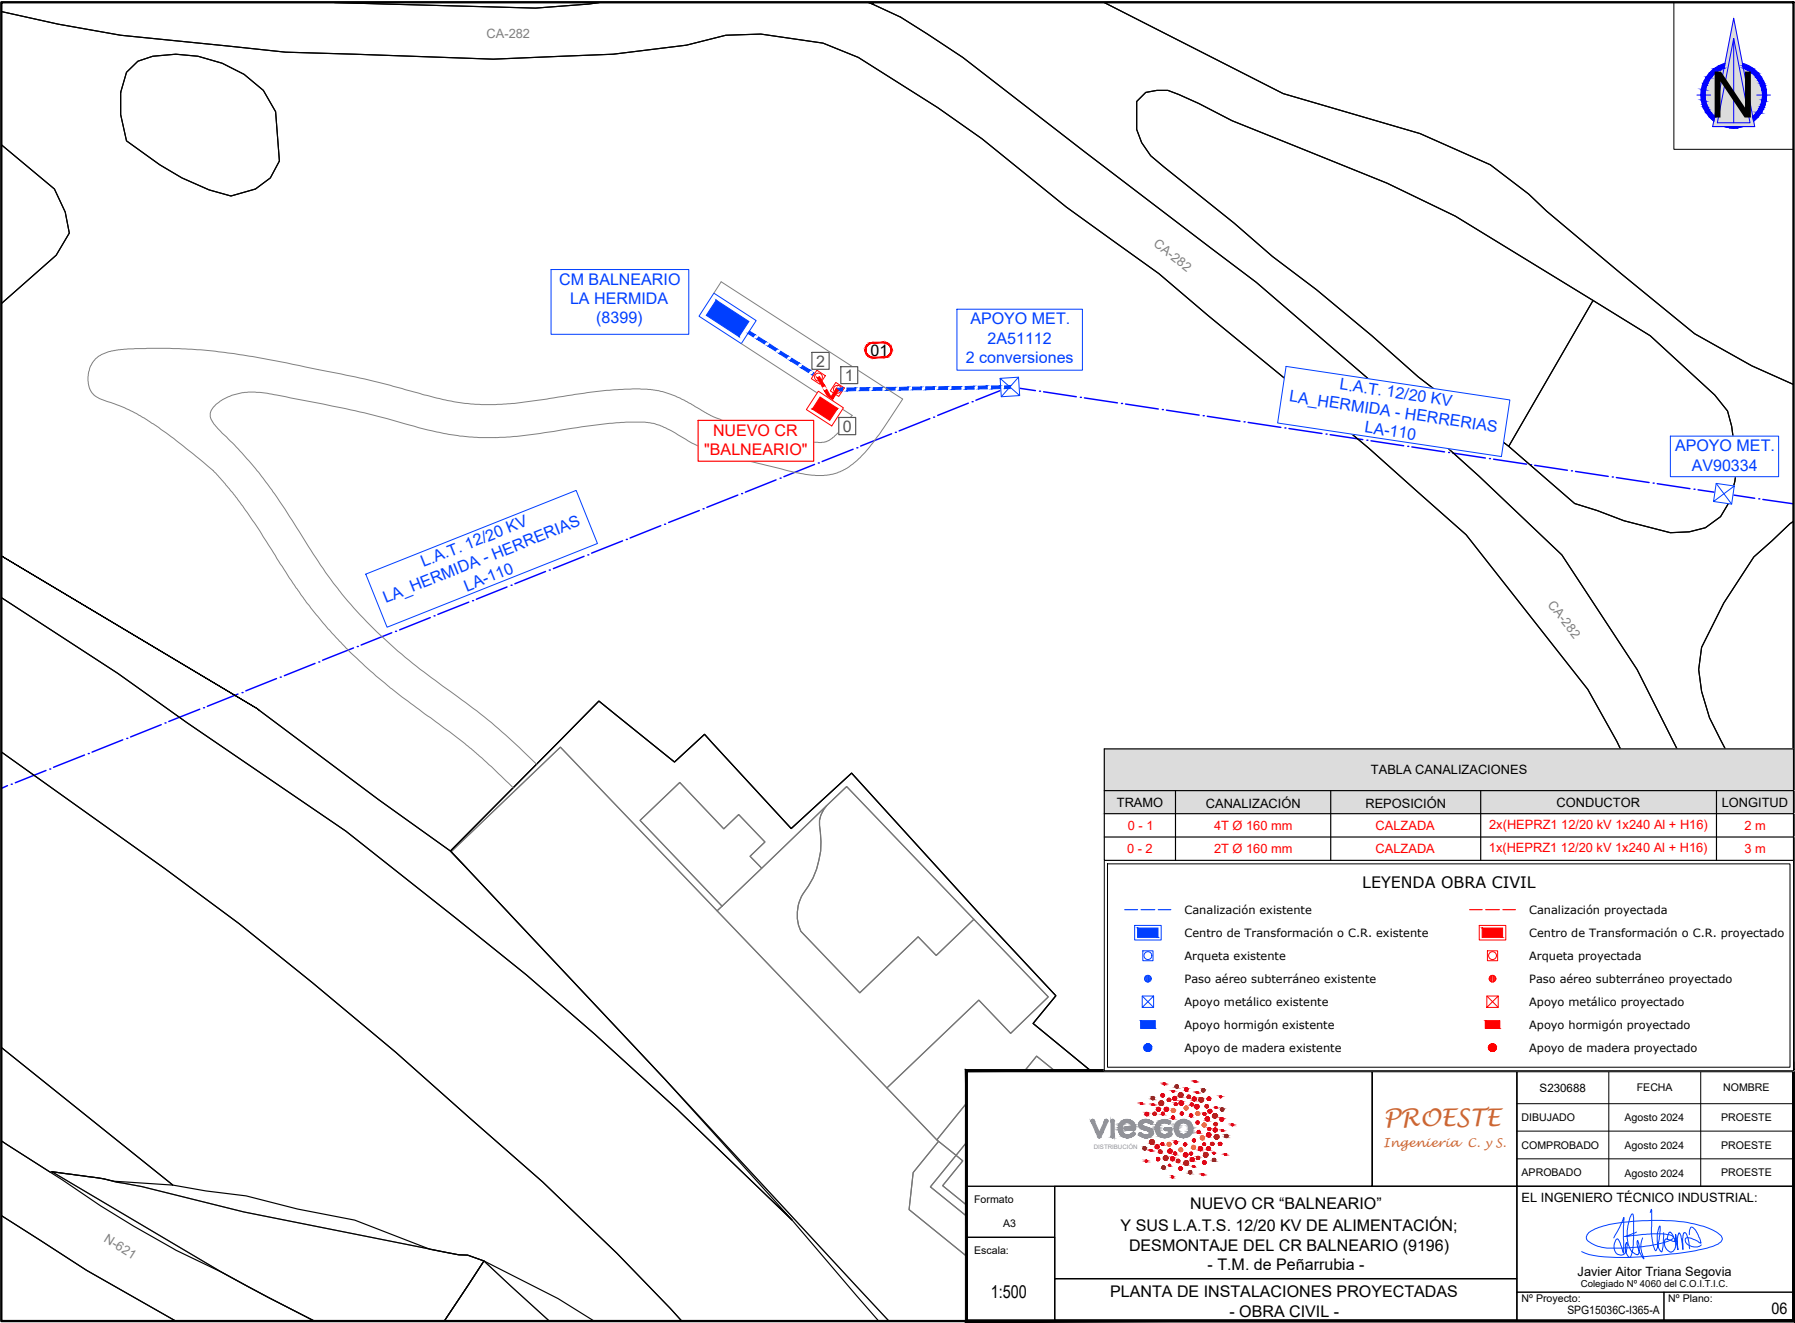 CA-282
N
CA-282
CM BALNEARIO
LA HERMIDA
(8399)
APOYO MET.
2A51112
2 conversiones
01
2
1
0
NUEVO CR
"BALNEARIO"
L.A.T. 12/20 KV
LA_HERMIDA - HERRERIAS
LA-110
APOYO MET.
AV90334
L.A.T. 12/20 KV
LA_HERMIDA - HERRERIAS
LA-110
CA-282
N-621
TABLA CANALIZACIONES
TRAMO CANALIZACIÓN REPOSICIÓN CONDUCTOR LONGITUD
0 - 1 4T Ø 160 mm CALZADA 2x(HEPRZ1 12/20 kV 1x240 Al + H16) 2 m
0 - 2 2T Ø 160 mm CALZADA 1x(HEPRZ1 12/20 kV 1x240 Al + H16) 3 m
LEYENDA OBRA CIVIL
Canalización existente Canalización proyectada
Centro de Transformación o C.R. existente Centro de Transformación o C.R. proyectado
Arqueta existente Arqueta proyectada
Paso aéreo subterráneo existente Paso aéreo subterráneo proyectado
Apoyo metálico existente Apoyo metálico proyectado
Apoyo hormigón existente Apoyo hormigón proyectado
Apoyo de madera existente Apoyo de madera proyectado
viesgo
DISTRIBUCIÓN
PROESTE
Ingeniería C. y S.
S230688 FECHA NOMBRE
DIBUJADO Agosto 2024 PROESTE
COMPROBADO Agosto 2024 PROESTE
APROBADO Agosto 2024 PROESTE
Formato
A3
Escala:
1:500
NUEVO CR “BALNEARIO”
Y SUS L.A.T.S. 12/20 KV DE ALIMENTACIÓN;
DESMONTAJE DEL CR BALNEARIO (9196)
- T.M. de Peñarrubia -
PLANTA DE INSTALACIONES PROYECTADAS
- OBRA CIVIL -
EL INGENIERO TÉCNICO INDUSTRIAL:
Javier Aitor Triana Segovia
Colegiado Nº 4060 del C.O.I.T.I.C.
Nº Proyecto:
SPG15036C-I365-A
Nº Plano:
06